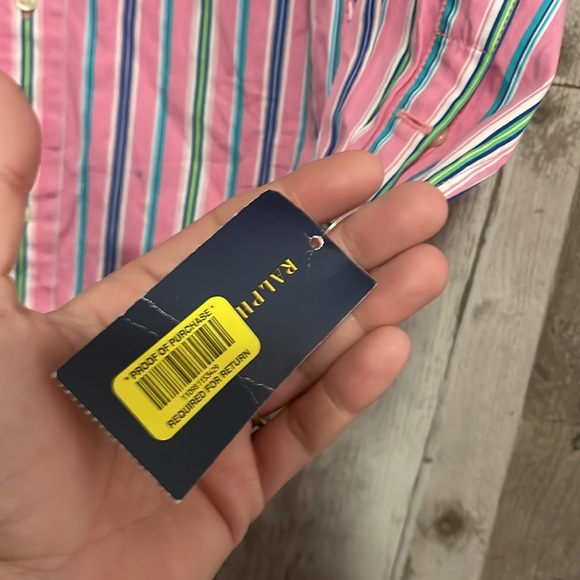 RALPH
" PROOF OF PURCHASE "
REQUIRED FOR RETURN